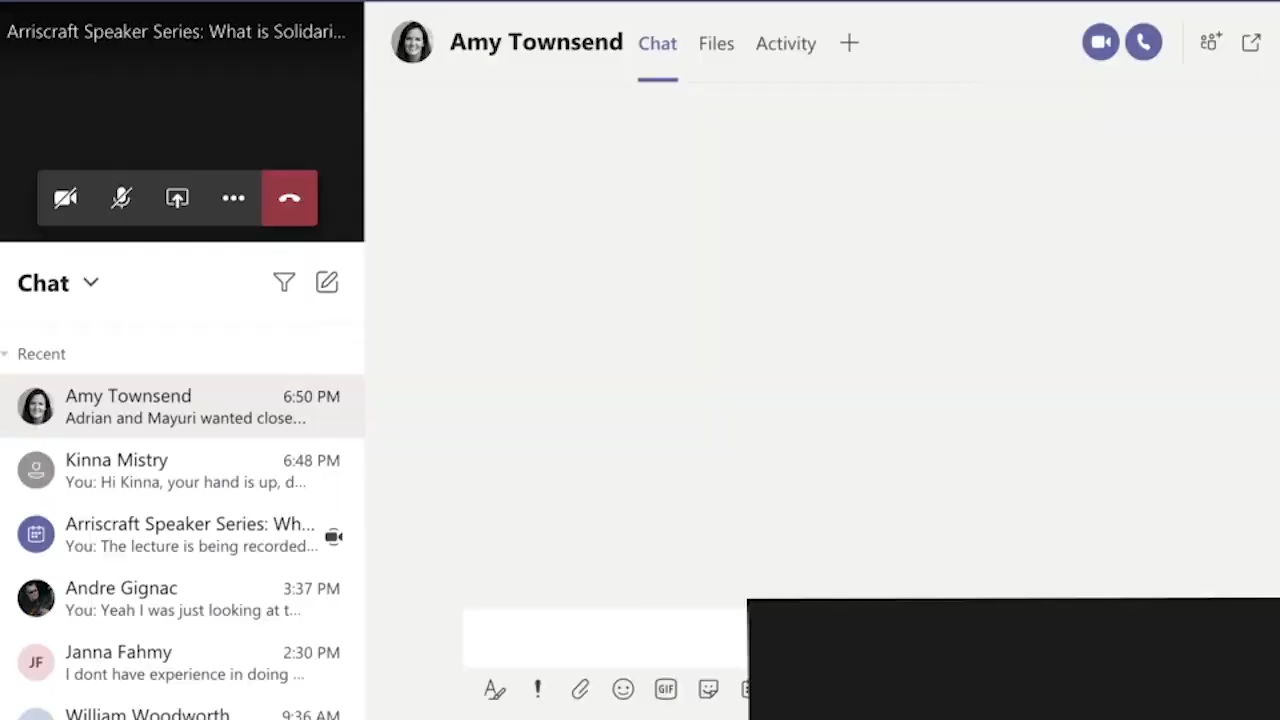 Arriscraft Speaker Series: What is Solidari...
Amy Townsend Chat Files Activity
Chat
Recent
Amy Townsend 6:50 PM
Adrian and Mayuri wanted close...
Kinna Mistry 6:48 PM
You: Hi Kinna, your hand is up, d...
Arriscraft Speaker Series: Wh...
You: The lecture is being recorded...
Andre Gignac 3:37 PM
You: Yeah I was just looking at t...
JF Janna Fahmy 2:30 PM
I dont have experience in doing ...
William Woodworth 9:36 AM
GIF